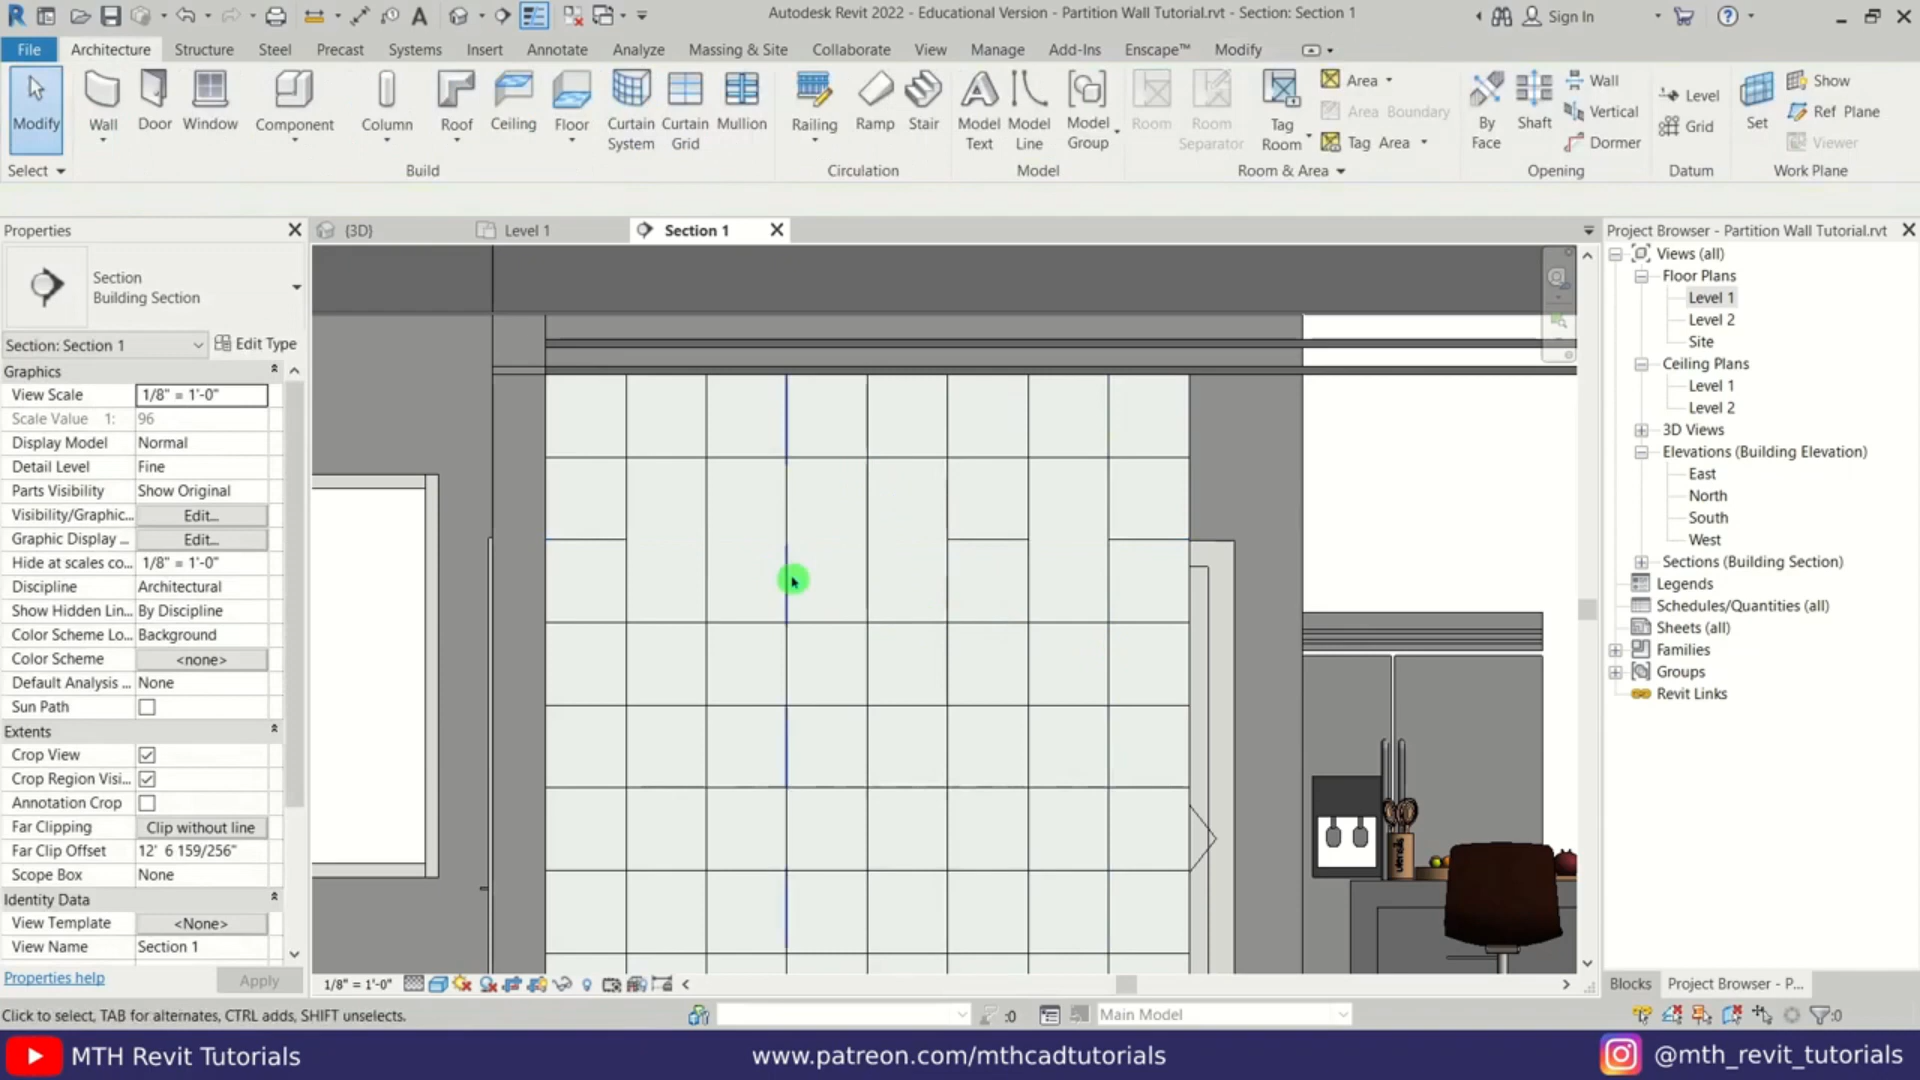 Autodesk Revit 2022 - Educational Version - Partition Wall Tutorial.rvt - Section: Section 1
Sign In
File Architecture Structure Steel Precast Systems Insert Annotate Analyze Massing & Site Collaborate View Manage Add-Ins Enscape™ Modify
Modify Wall Door Window Component Column Roof Ceiling Floor Curtain System Curtain Grid Mullion Railing Ramp Stair Model Text Model Line Model Group Room Room Separator Tag Room Area Area Boundary Tag Area By Face Shaft Wall Vertical Dormer Level Grid Set Show Ref Plane Viewer
Select Build Circulation Model Room & Area Opening Datum Work Plane
Properties
{3D} Level 1 Section 1
Project Browser - Partition Wall Tutorial.rvt
Section
Building Section
Section: Section 1 Edit Type
Graphics
View Scale 1/8" = 1'-0"
Scale Value 1: 96
Display Model Normal
Detail Level Fine
Parts Visibility Show Original
Visibility/Graphic... Edit...
Graphic Display ... Edit...
Hide at scales co... 1/8" = 1'-0"
Discipline Architectural
Show Hidden Lin... By Discipline
Color Scheme Lo... Background
Color Scheme <none>
Default Analysis ... None
Sun Path
Extents
Crop View
Crop Region Visi...
Annotation Crop
Far Clipping Clip without line
Far Clip Offset 12' 6 159/256"
Scope Box None
Identity Data
View Template <None>
View Name Section 1
Properties help Apply
Views (all)
Floor Plans
Level 1
Level 2
Site
Ceiling Plans
Level 1
Level 2
3D Views
Elevations (Building Elevation)
East
North
South
West
Sections (Building Section)
Legends
Schedules/Quantities (all)
Sheets (all)
Families
Groups
Revit Links
1/8" = 1'-0"
Blocks Project Browser - P...
Click to select, TAB for alternates, CTRL adds, SHIFT unselects.
:0
Main Model
:0
MTH Revit Tutorials
www.patreon.com/mthcadtutorials
@mth_revit_tutorials